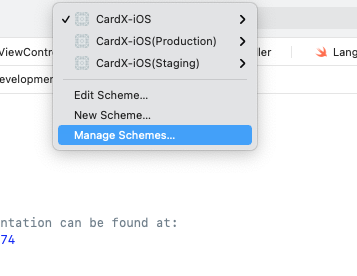 CardX-iOS
CardX-iOS(Production)
CardX-iOS(Staging)
Edit Scheme...
New Scheme...
Manage Schemes...
ViewContr
ler
Lang
evelopmen
ntation can be found at:
74